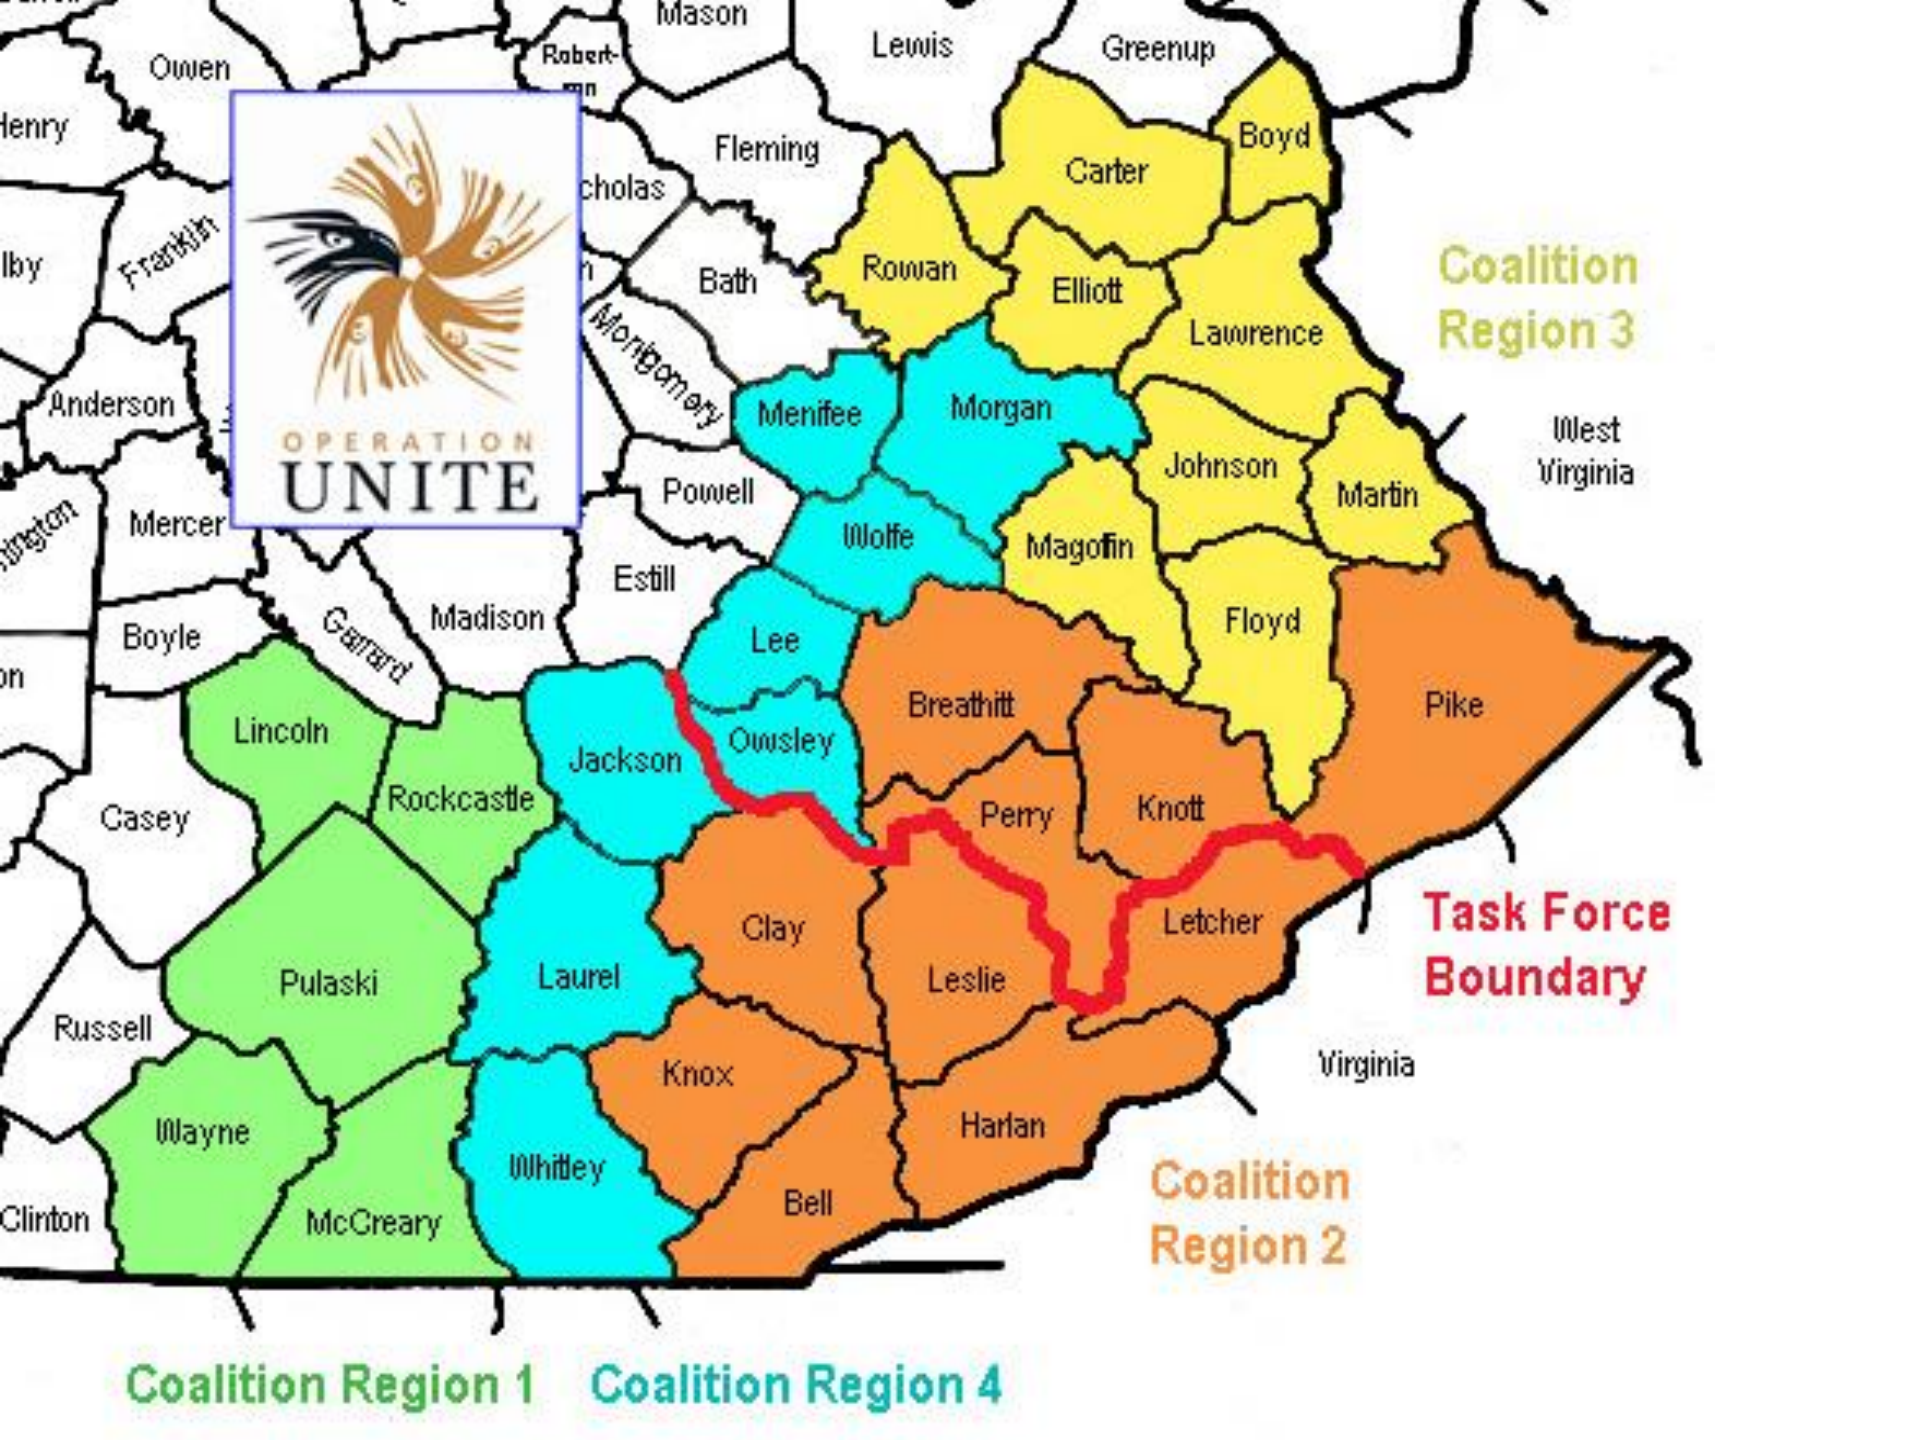 Mason
Lewis
Greenup
Owen
Robert-
Henry
Fleming
Boyd
Carter
Franklin
Bath
Rowan
Elliott
Coalition
Region 3
Lawrence
Montgomery
Anderson
Menifee
Morgan
West
Virginia
OPERATION
UNITE
Johnson
Martin
Powell
Mercer
Wolfe
Magoffin
Estill
Madison
Garrard
Boyle
Lee
Floyd
Breathitt
Pike
Lincoln
Owsley
Jackson
Rockcastle
Casey
Perry
Knott
Task Force
Boundary
Clay
Letcher
Laurel
Leslie
Pulaski
Russell
Virginia
Knox
Harlan
Wayne
Whitley
Coalition
Region 2
Clinton
McCreary
Bell
Coalition Region 1
Coalition Region 4